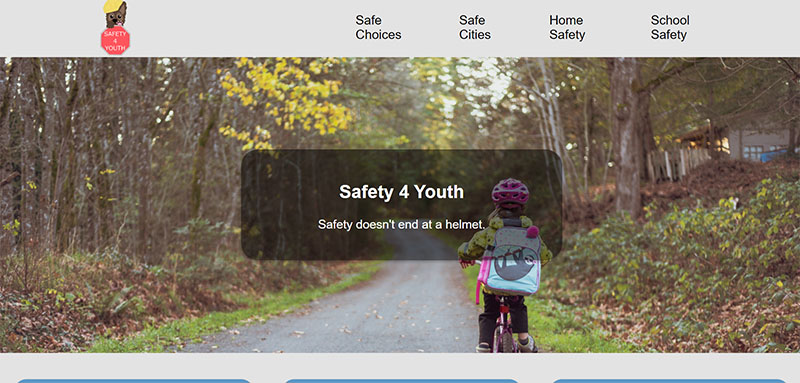 SAFETY
4
YOUTH
Safe
Choices
Safe
Cities
Home
Safety
School
Safety
Safety 4 Youth
Safety doesn't end at a helmet.